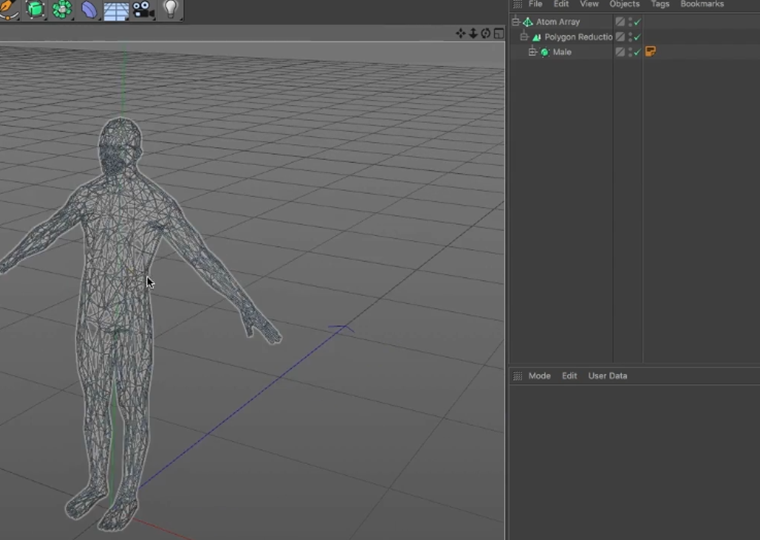 File Edit View Objects Tags Bookmarks
Atom Array
Polygon Reductio
Male
Mode Edit User Data